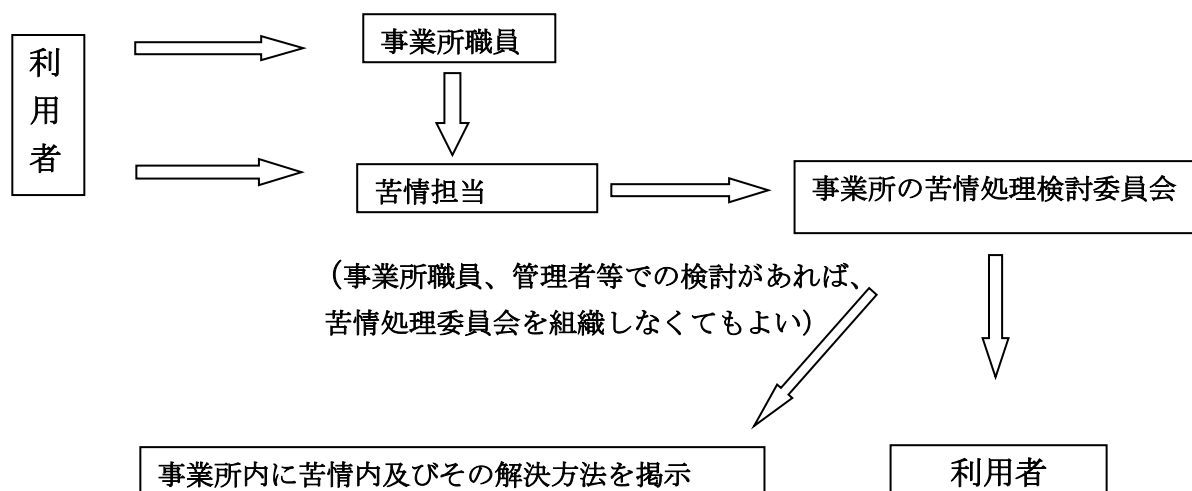 利用者
事業所職員
苦情担当
事業所の苦情処理検討委員会
（事業所職員、管理者等での検討があれば、
苦情処理委員会を組織しなくてもよい）
事業所内に苦情内及びその解決方法を掲示
利用者